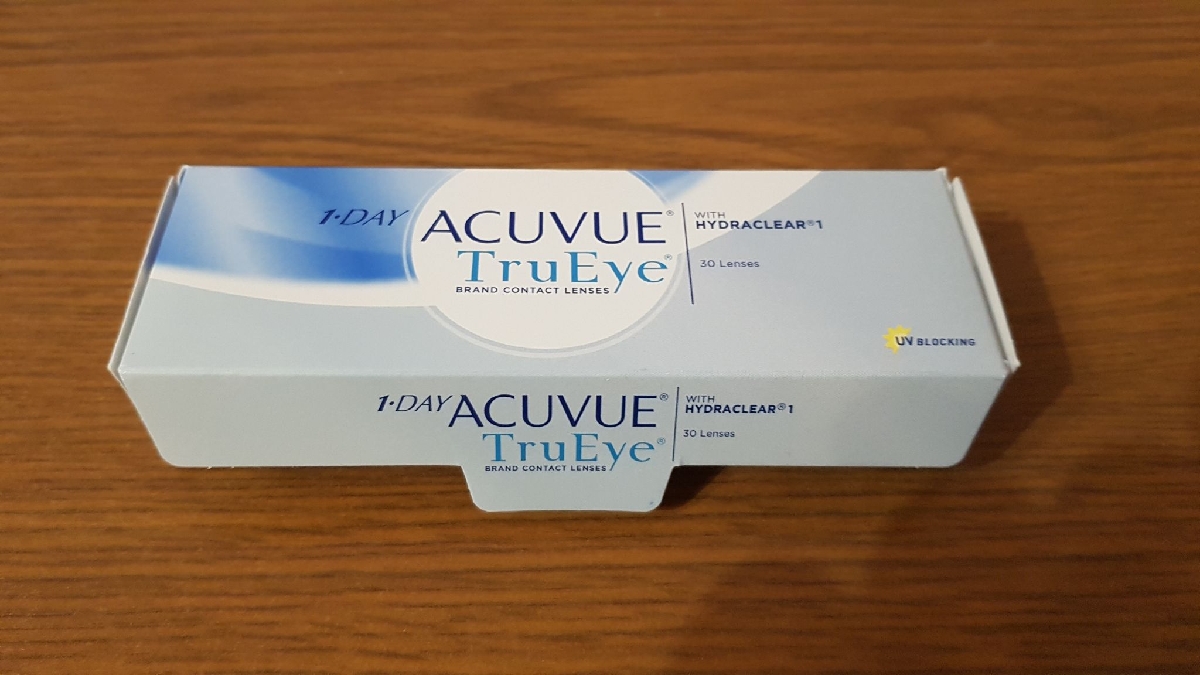 1·DAY ACUVUE®
TruEye®
BRAND CONTACT LENSES
WITH
HYDRACLEAR®1
30 Lenses
UV BLOCKING
1·DAY ACUVUE®
TruEye®
BRAND CONTACT LENSES
WITH
HYDRACLEAR®1
30 Lenses